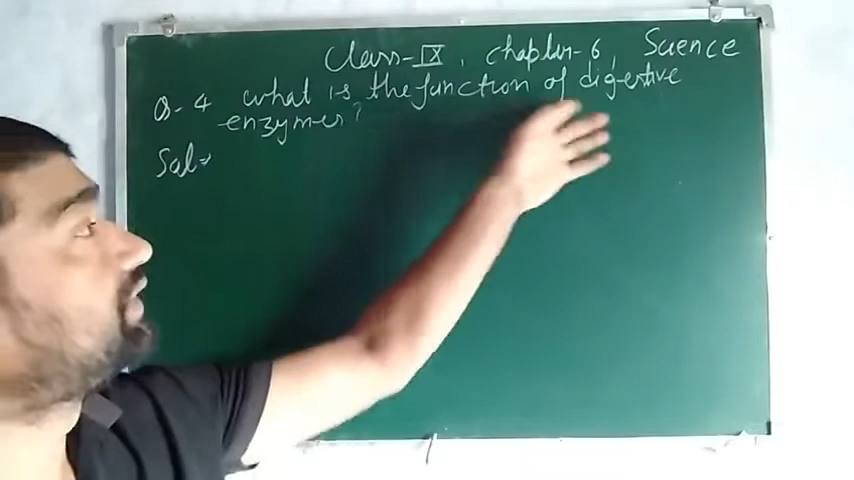 Class-IX, chapter-6, Science
Q-4 what is the function of digestive
enzymes?
Sol⇒